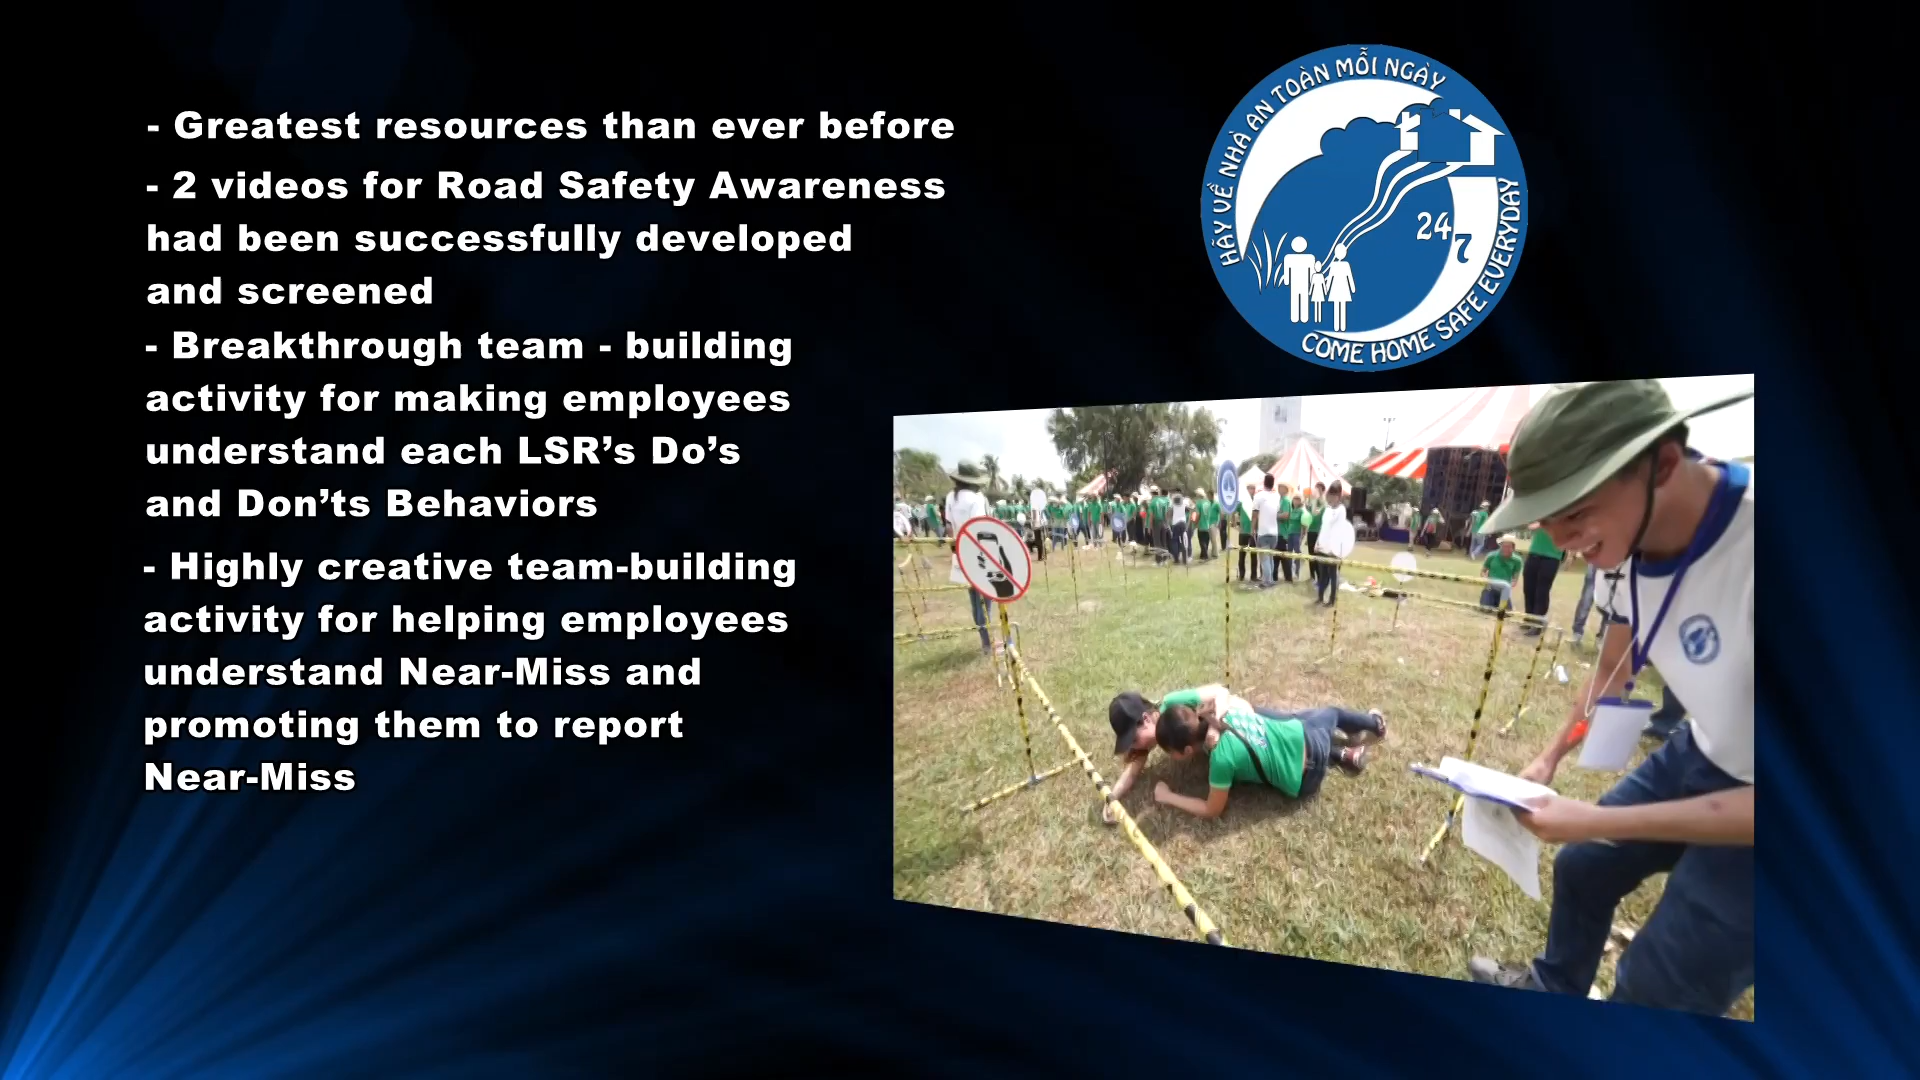 - Greatest resources than ever before
- 2 videos for Road Safety Awareness
had been successfully developed
and screened
- Breakthrough team - building
activity for making employees
understand each LSR’s Do’s
and Don’ts Behaviors
- Highly creative team-building
activity for helping employees
understand Near-Miss and
promoting them to report
Near-Miss
HÃY VỀ NHÀ AN TOÀN MỖI NGÀY
24
7
COME HOME SAFE EVERYDAY